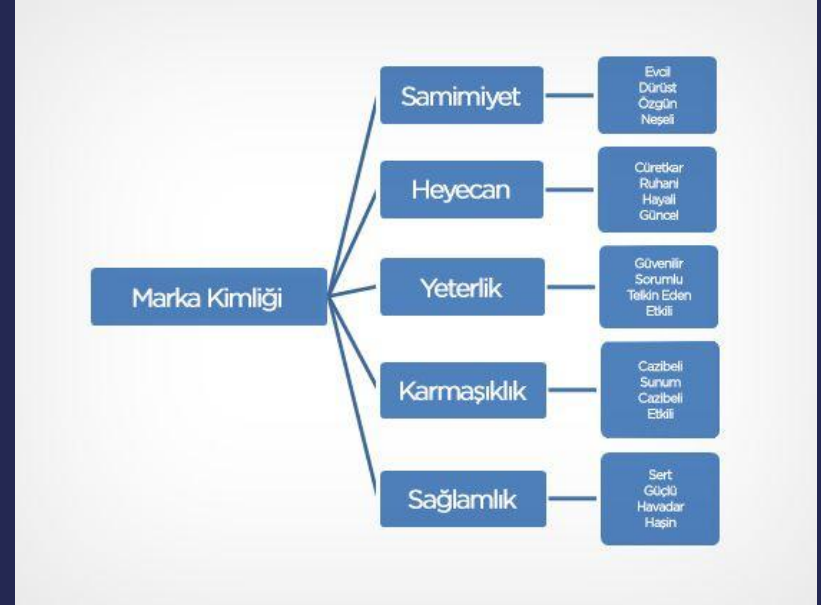 Marka Kimliği
Samimiyet
Evcil
Dürüst
Özgün
Neşeli
Heyecan
Cüretkar
Ruhani
Hayali
Güncel
Yeterlik
Güvenilir
Sorumlu
Telkin Eden
Etkili
Karmaşıklık
Cazibeli
Sunum
Cazibeli
Etkili
Sağlamlık
Sert
Güçlü
Havadar
Haşin